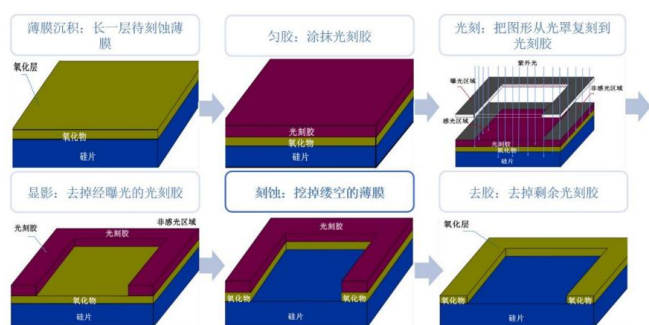 薄膜沉积：长一层待刻蚀薄
膜
匀胶：涂抹光刻胶
光刻：把图形从光罩复刻到
光刻胶
氧化层
氧化物
硅片
光刻胶
氧化物
硅片
紫外光
曝光区域
非感光区域
感光区域
光刻胶
氧化物
硅片
显影：去掉经曝光的光刻胶
刻蚀：挖掉缕空的薄膜
去胶：去掉剩余光刻胶
光刻胶
非感光区域
氧化物
硅片
光刻胶
氧化物
氧化物
硅片
氧化层
氧化物
硅片